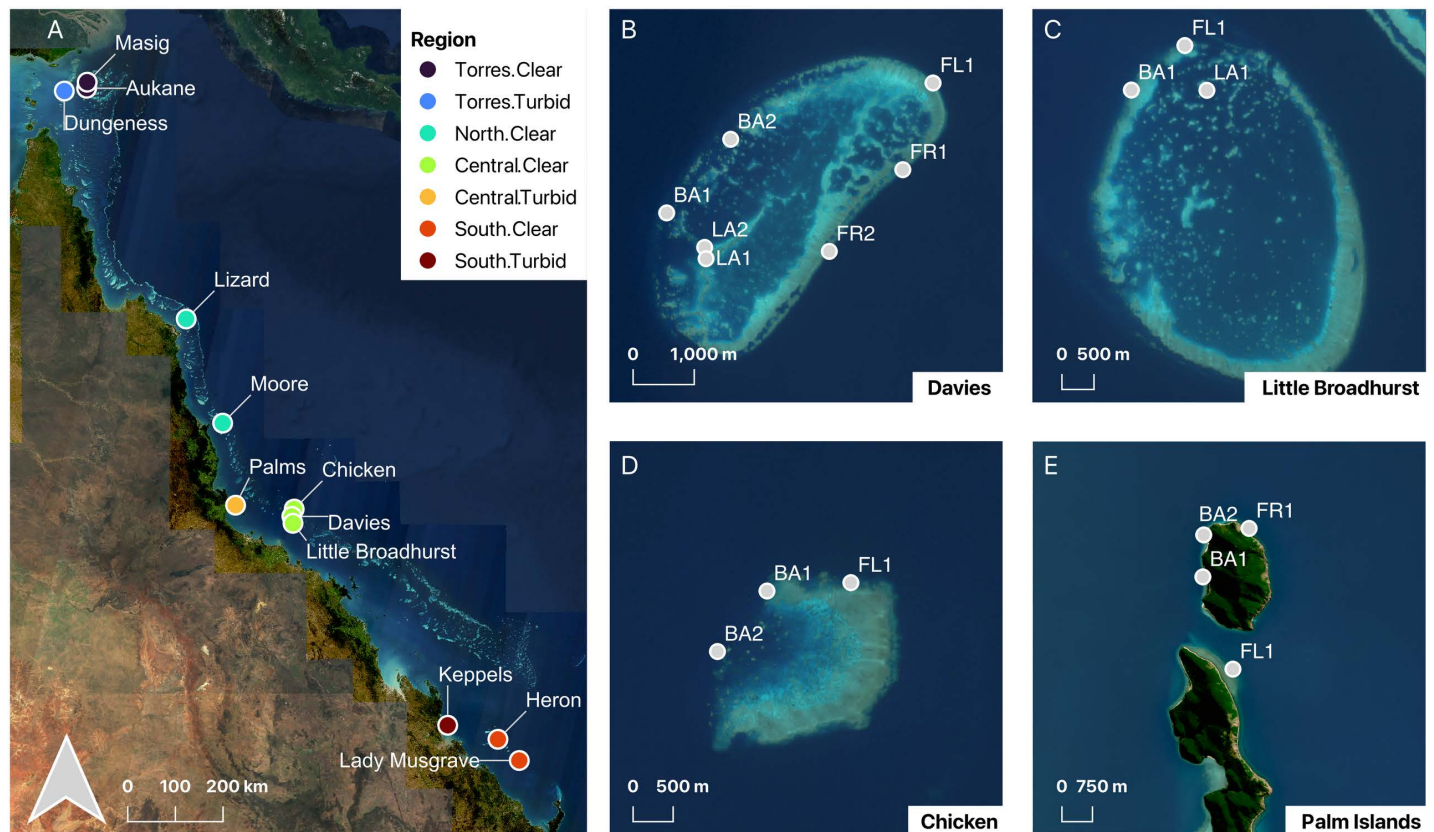 A
Masig
Aukane
Dungeness
Lizard
Moore
Palms
Chicken
Davies
Little Broadhurst
Keppels
Heron
Lady Musgrave
0 100 200 km
Region
Torres.Clear
Torres.Turbid
North.Clear
Central.Clear
Central.Turbid
South.Clear
South.Turbid
B
FL1
BA2
FR1
BA1
LA2
FR2
LA1
0 1,000 m
Davies
C
FL1
BA1
LA1
0 500 m
Little Broadhurst
D
BA1
FL1
BA2
0 500 m
Chicken
E
BA2
FR1
BA1
FL1
0 750 m
Palm Islands